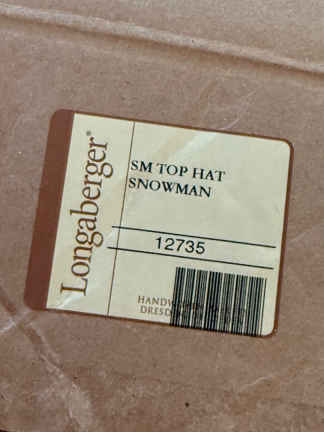 Longaberger®
SM TOP HAT
SNOWMAN
12735